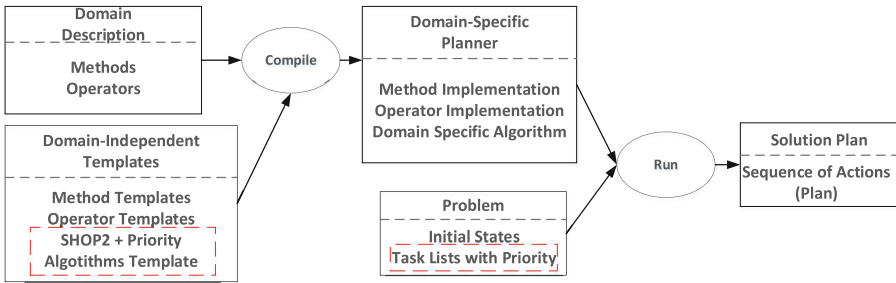 Domain
Description
Methods
Operators
Compile
Domain-Independent
Templates
Method Templates
Operator Templates
SHOP2 + Priority
Algotithms Template
Domain-Specific
Planner
Method Implementation
Operator Implementation
Domain Specific Algorithm
Problem
Initial States
Task Lists with Priority
Run
Solution Plan
Sequence of Actions
(Plan)